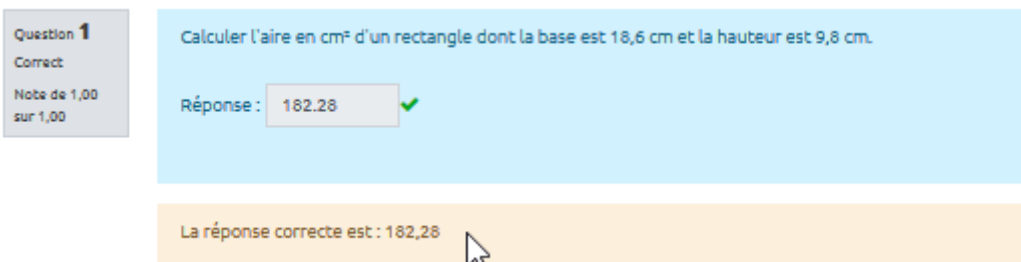 Question 1
Correct
Note de 1,00
sur 1,00
Calculer l'aire en cm² d'un rectangle dont la base est 18,6 cm et la hauteur est 9,8 cm.
Réponse : 182.28
La réponse correcte est : 182,28